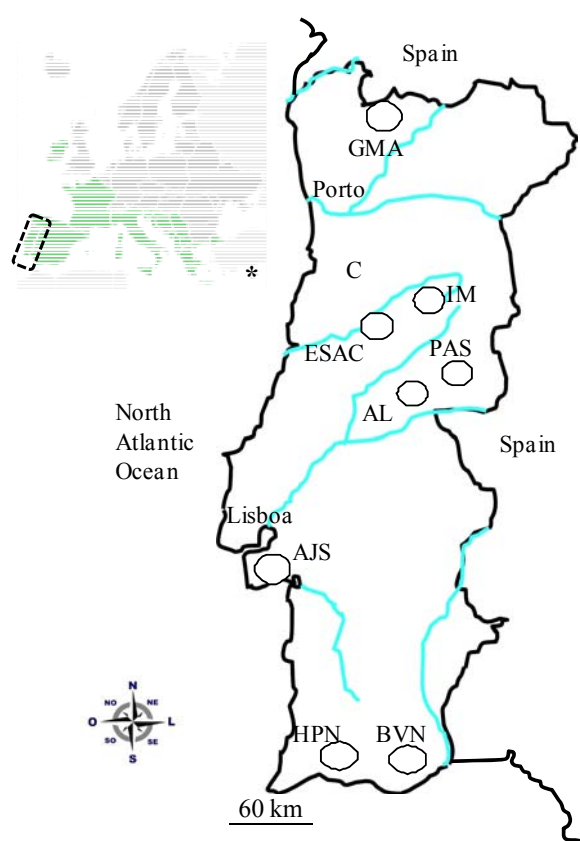 Spain
GMA
Porto
C
IM
ESAC
PAS
AL
North
Atlantic
Ocean
Spain
Lisboa
AJS
N
NO
NE
O
L
SO
SE
S
HPN
BVN
60 km
*